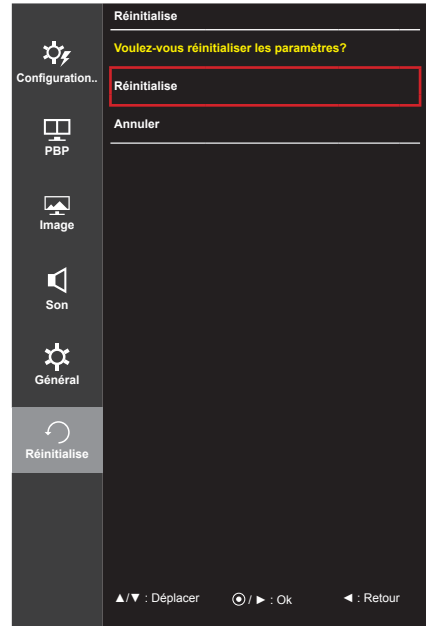 Réinitialise
Voulez-vous réinitialiser les paramètres?
Réinitialise
Annuler
Configuration..
PBP
Image
Son
Général
Réinitialise
▲/▼ : Déplacer ◉ / ► : Ok ◄ : Retour